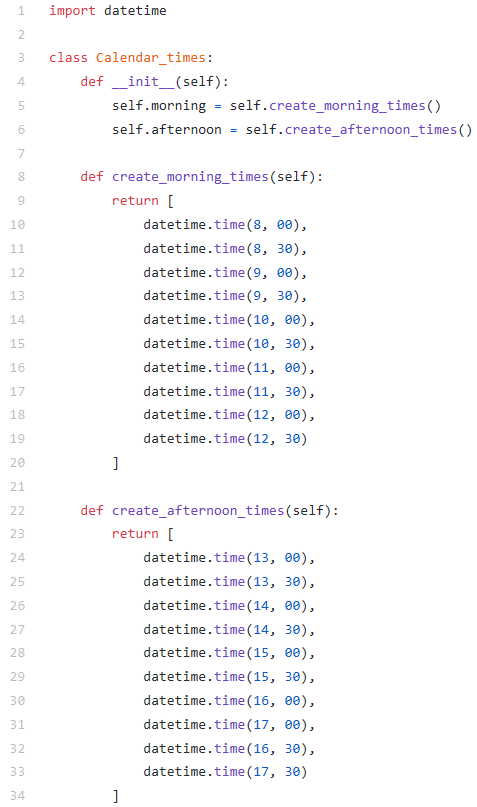 1 import datetime
2
3 class Calendar_times:
4     def __init__(self):
5         self.morning = self.create_morning_times()
6         self.afternoon = self.create_afternoon_times()
7
8     def create_morning_times(self):
9         return [
10             datetime.time(8, 00),
11             datetime.time(8, 30),
12             datetime.time(9, 00),
13             datetime.time(9, 30),
14             datetime.time(10, 00),
15             datetime.time(10, 30),
16             datetime.time(11, 00),
17             datetime.time(11, 30),
18             datetime.time(12, 00),
19             datetime.time(12, 30)
20         ]
21
22     def create_afternoon_times(self):
23         return [
24             datetime.time(13, 00),
25             datetime.time(13, 30),
26             datetime.time(14, 00),
27             datetime.time(14, 30),
28             datetime.time(15, 00),
29             datetime.time(15, 30),
30             datetime.time(16, 00),
31             datetime.time(17, 00),
32             datetime.time(16, 30),
33             datetime.time(17, 30)
34         ]